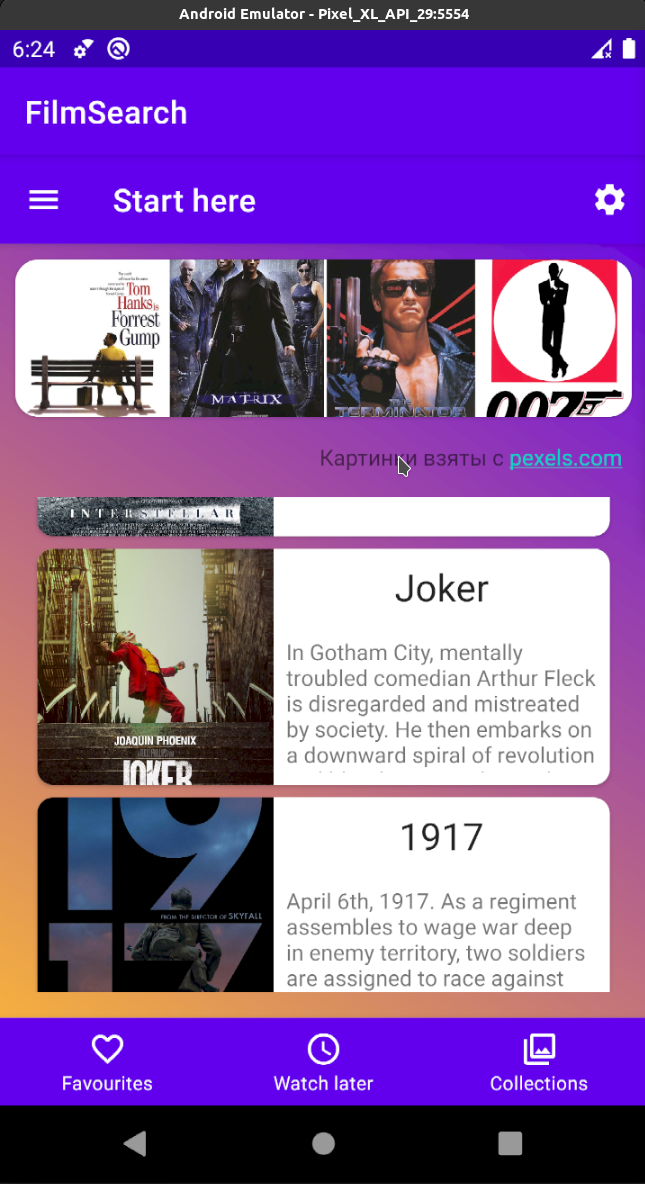 Android Emulator - Pixel_XL_API_29:5554
6:24
FilmSearch
Start here
Tom
Hanks is
Forrest
Gump
MATRIX
THE
TERMINATOR
007
Картинки взяты с pexels.com
INTERSTELLAR
Joker
In Gotham City, mentally
troubled comedian Arthur Fleck
is disregarded and mistreated
by society. He then embarks on
a downward spiral of revolution
JOAQUIN PHOENIX
JOKER
1917
April 6th, 1917. As a regiment
assembles to wage war deep
in enemy territory, two soldiers
are assigned to race against
19
FROM THE DIRECTOR OF SKYFALL
17
Favourites
Watch later
Collections